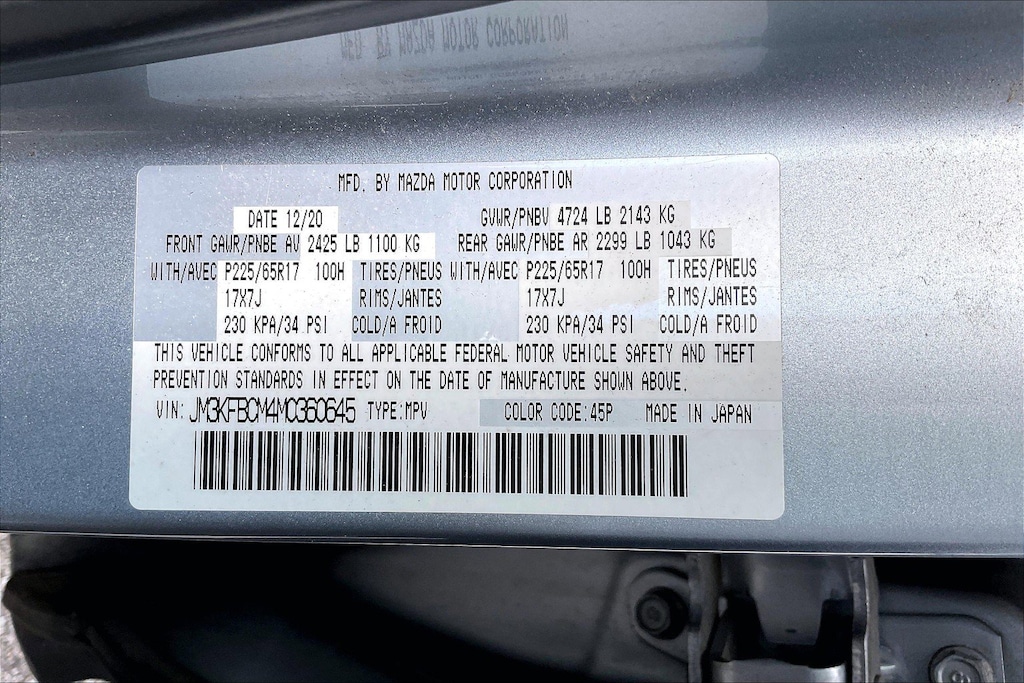 MFD. BY MAZDA MOTOR CORPORATION
MFD. BY MAZDA MOTOR CORPORATION
DATE 12/20 GVWR/PNBV 4724 LB 2143 KG
FRONT GAWR/PNBE AV 2425 LB 1100 KG REAR GAWR/PNBE AR 2299 LB 1043 KG
WITH/AVEC P225/65R17 100H TIRES/PNEUS WITH/AVEC P225/65R17 100H TIRES/PNEUS
17X7J RIMS/JANTES 17X7J RIMS/JANTES
230 KPA/34 PSI COLD/A FROID 230 KPA/34 PSI COLD/A FROID
THIS VEHICLE CONFORMS TO ALL APPLICABLE FEDERAL MOTOR VEHICLE SAFETY AND THEFT
PREVENTION STANDARDS IN EFFECT ON THE DATE OF MANUFACTURE SHOWN ABOVE.
VIN: JM3KFBCM4M0360645 TYPE:MPV COLOR CODE:45P MADE IN JAPAN